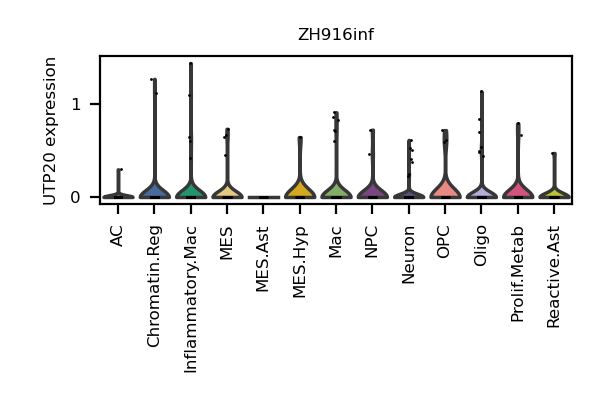 ZH916inf
UTP20 expression
1
0
AC
Chromatin.Reg
Inflammatory.Mac
MES
MES.Ast
MES.Hyp
Mac
NPC
Neuron
OPC
Oligo
Prolif.Metab
Reactive.Ast